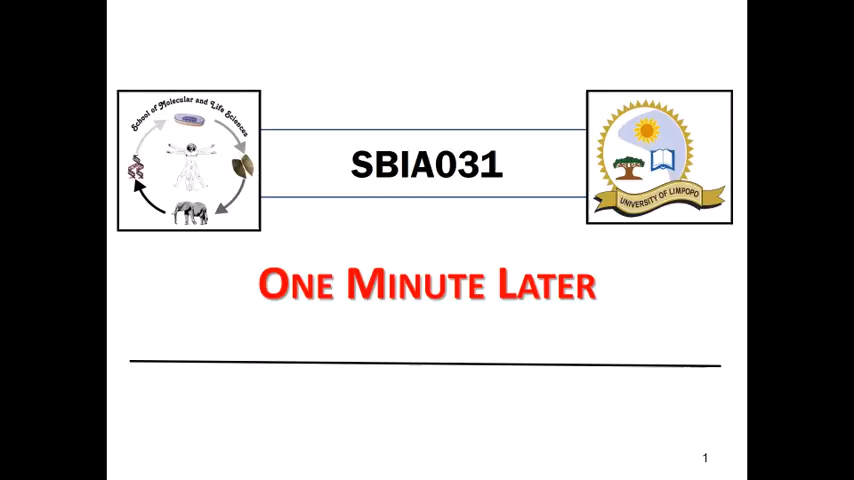 School of Molecular and Life Sciences
SBIA031
UNIVERSITY OF LIMPOPO
ONE MINUTE LATER
1